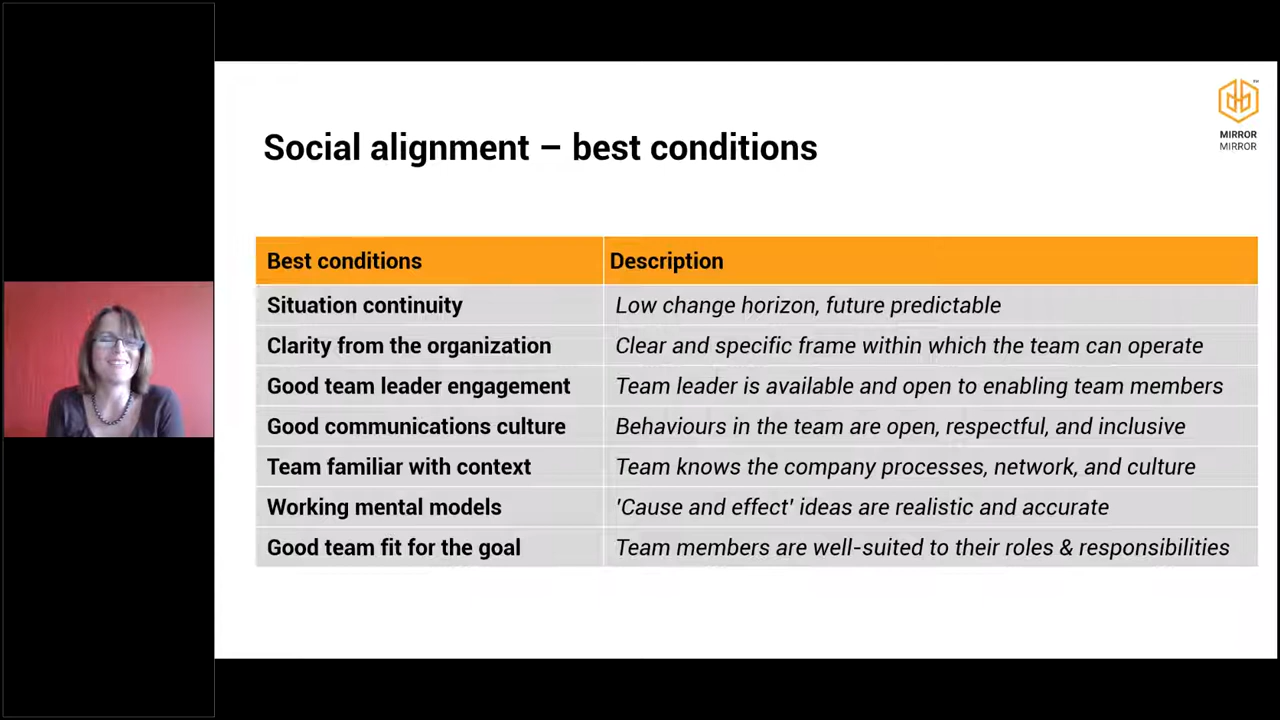 Social alignment – best conditions
MIRROR
MIRROR
Best conditions Description
Situation continuity Low change horizon, future predictable
Clarity from the organization Clear and specific frame within which the team can operate
Good team leader engagement Team leader is available and open to enabling team members
Good communications culture Behaviours in the team are open, respectful, and inclusive
Team familiar with context Team knows the company processes, network, and culture
Working mental models 'Cause and effect' ideas are realistic and accurate
Good team fit for the goal Team members are well-suited to their roles & responsibilities